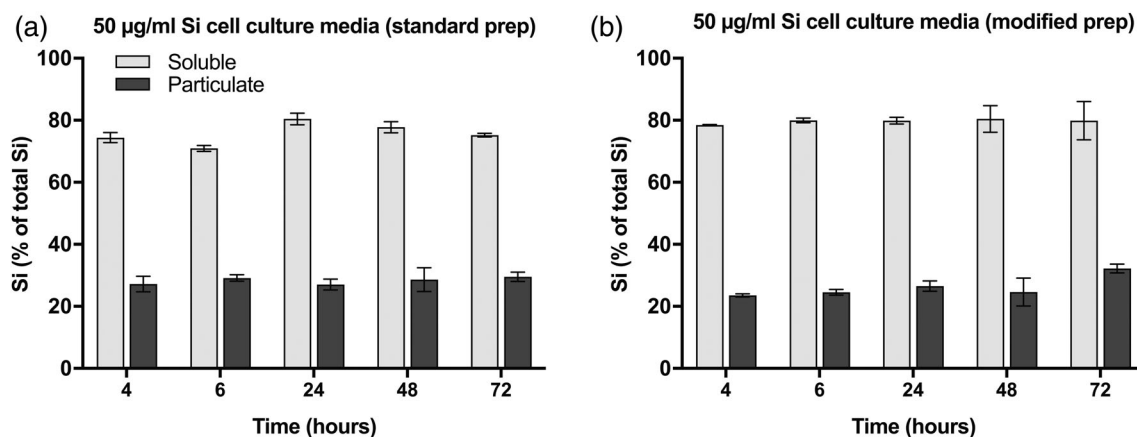 (a)
50 µg/ml Si cell culture media (standard prep)
Soluble
Particulate
Si (% of total Si)
100
80
60
40
20
0
4 6 24 48 72
Time (hours)
(b)
50 µg/ml Si cell culture media (modified prep)
Si (% of total Si)
100
80
60
40
20
0
4 6 24 48 72
Time (hours)